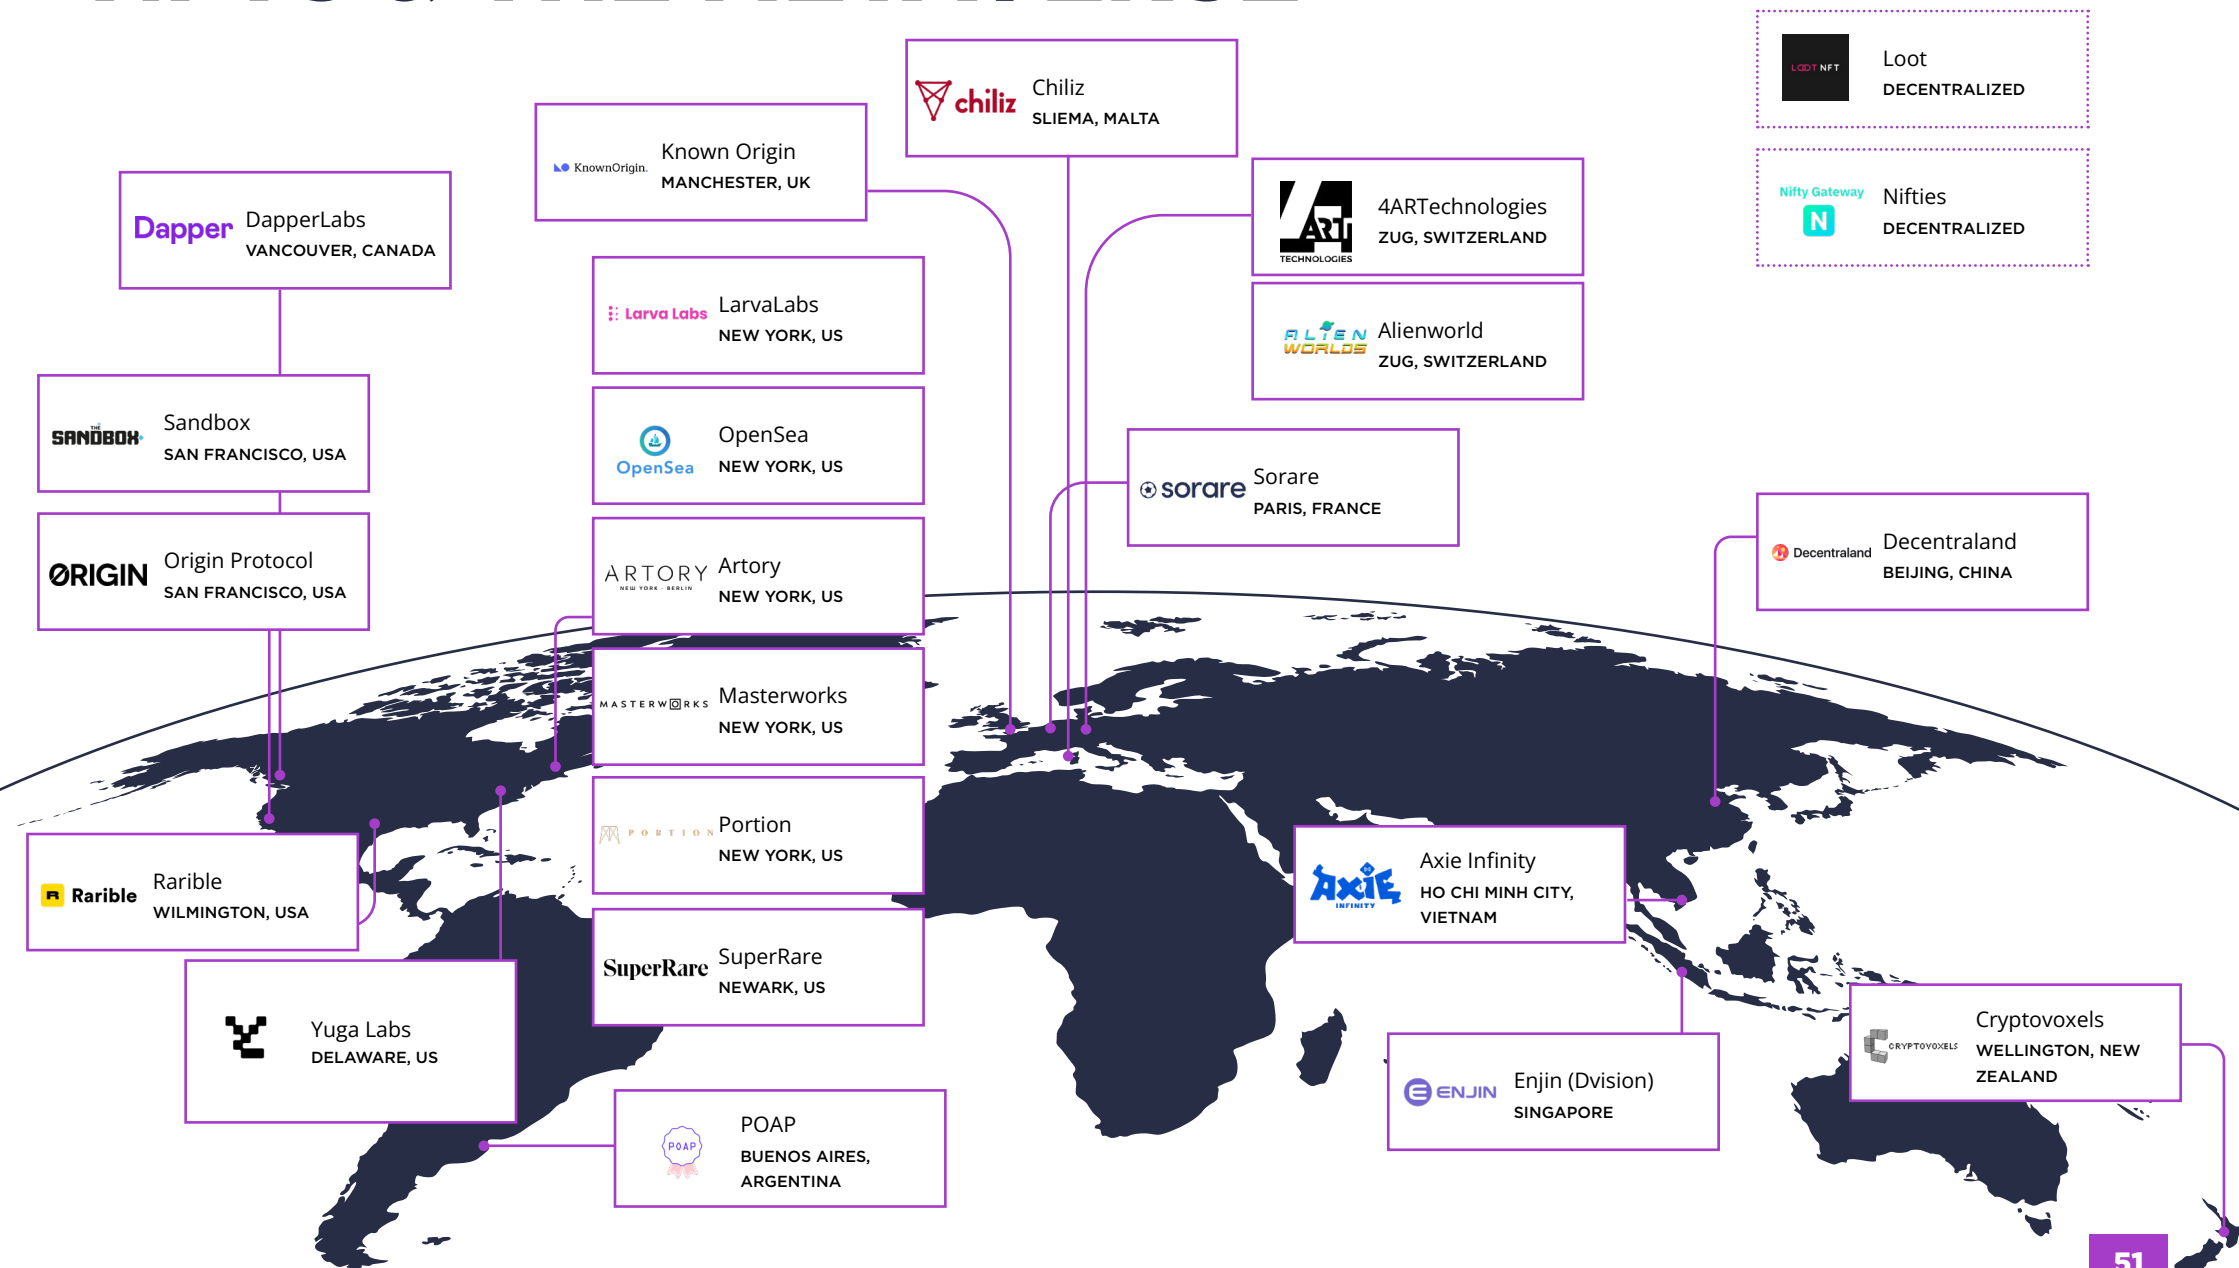 Loot
DECENTRALIZED
LOOT NFT
Nifty Gateway
N
Nifties
DECENTRALIZED
chiliz
Chiliz
SLIEMA, MALTA
KnownOrigin.
Known Origin
MANCHESTER, UK
Dapper
DapperLabs
VANCOUVER, CANADA
4ART
TECHNOLOGIES
4ARTechnologies
ZUG, SWITZERLAND
Larva Labs
LarvaLabs
NEW YORK, US
ALIEN
WORLDS
Alienworld
ZUG, SWITZERLAND
THE
SANDBOX
Sandbox
SAN FRANCISCO, USA
OpenSea
OpenSea
NEW YORK, US
sorare
Sorare
PARIS, FRANCE
ORIGIN
Origin Protocol
SAN FRANCISCO, USA
ARTORY
NEW YORK - BERLIN
Artory
NEW YORK, US
Decentraland
Decentraland
BEIJING, CHINA
MASTERWORKS
Masterworks
NEW YORK, US
PORTION
Portion
NEW YORK, US
R
Rarible
Rarible
WILMINGTON, USA
AXIE
INFINITY
Axie Infinity
HO CHI MINH CITY,
VIETNAM
SuperRare
SuperRare
NEWARK, US
Yuga Labs
DELAWARE, US
CRYPTOVOXELS
Cryptovoxels
WELLINGTON, NEW
ZEALAND
ENJIN
Enjin (Dvision)
SINGAPORE
POAP
POAP
BUENOS AIRES,
ARGENTINA
51